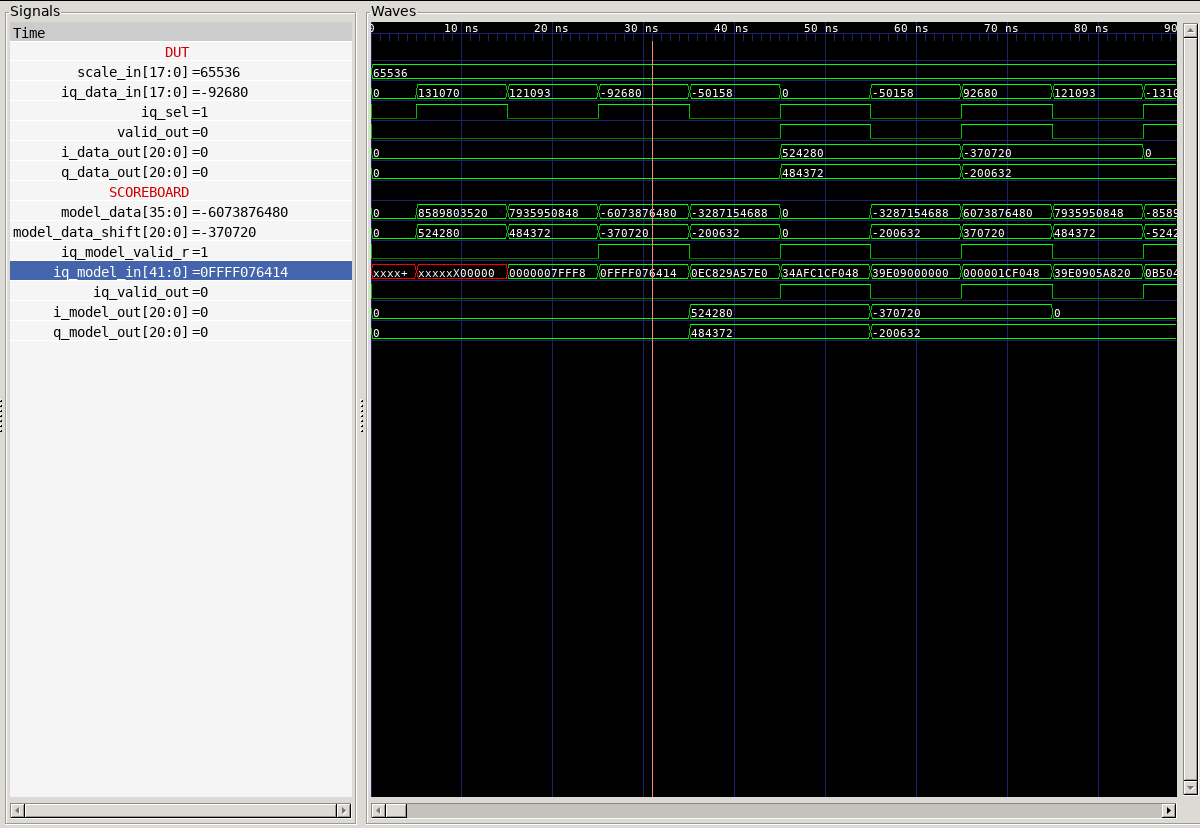 Signals
Waves
Time
0 10 ns 20 ns 30 ns 40 ns 50 ns 60 ns 70 ns 80 ns 90
DUT
scale_in[17:0] =65536 65536
iq_data_in[17:0] =-92680 0 131070 121093 -92680 -50158 0 -50158 92680 121093 -1310
iq_sel =1
valid_out =0
i_data_out[20:0] =0 0 524280 -370720 0
q_data_out[20:0] =0 0 484372 -200632
SCOREBOARD
model_data[35:0] =-6073876480 0 8589803520 7935950848 -6073876480 -3287154688 0 -3287154688 6073876480 7935950848 -8589
model_data_shift[20:0] =-370720 0 524280 484372 -370720 -200632 0 -200632 370720 484372 -5242
iq_model_valid_r =1
iq_model_in[41:0] =0FFFF076414 xxxx+ xxxxxX00000 0000007FFF8 0FFFF076414 0EC829A57E0 34AFC1CF048 39E09000000 000001CF048 39E0905A820 0B504
iq_valid_out =0
i_model_out[20:0] =0 0 524280 -370720 0
q_model_out[20:0] =0 0 484372 -200632